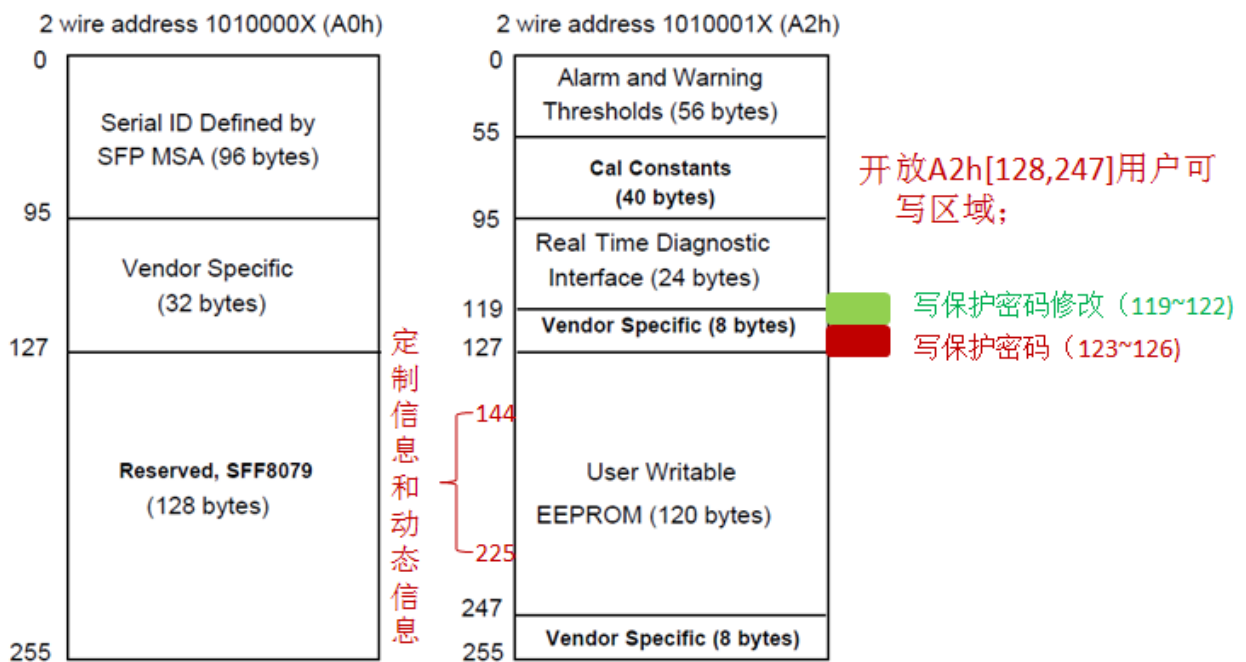 2 wire address 1010000X (A0h)
0
Serial ID Defined by
SFP MSA (96 bytes)
95
Vendor Specific
(32 bytes)
127
Reserved, SFF8079
(128 bytes)
255
定制信息和动态信息
144
225
2 wire address 1010001X (A2h)
0
Alarm and Warning
Thresholds (56 bytes)
55
Cal Constants
(40 bytes)
95
Real Time Diagnostic
Interface (24 bytes)
119
Vendor Specific (8 bytes)
127
User Writable
EEPROM (120 bytes)
247
Vendor Specific (8 bytes)
255
开放A2h[128,247]用户可
写区域；
写保护密码修改（119~122)
写保护密码（123~126)